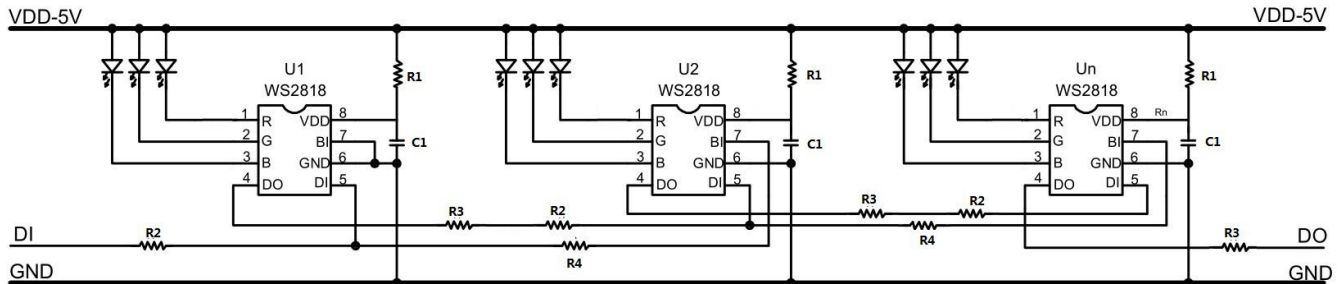 VDD-5V VDD-5V
U1 U2 Un
WS2818 WS2818 WS2818
R1 R1 R1
1 R VDD 8 1 R VDD 8 1 R VDD 8 Rn
2 G BI 7 2 G BI 7 2 G BI 7
C1 C1 C1
3 B GND 6 3 B GND 6 3 B GND 6
4 DO DI 5 4 DO DI 5 4 DO DI 5
R3 R2 R3 R2
DI R2 R4 R4 R3 DO
GND GND